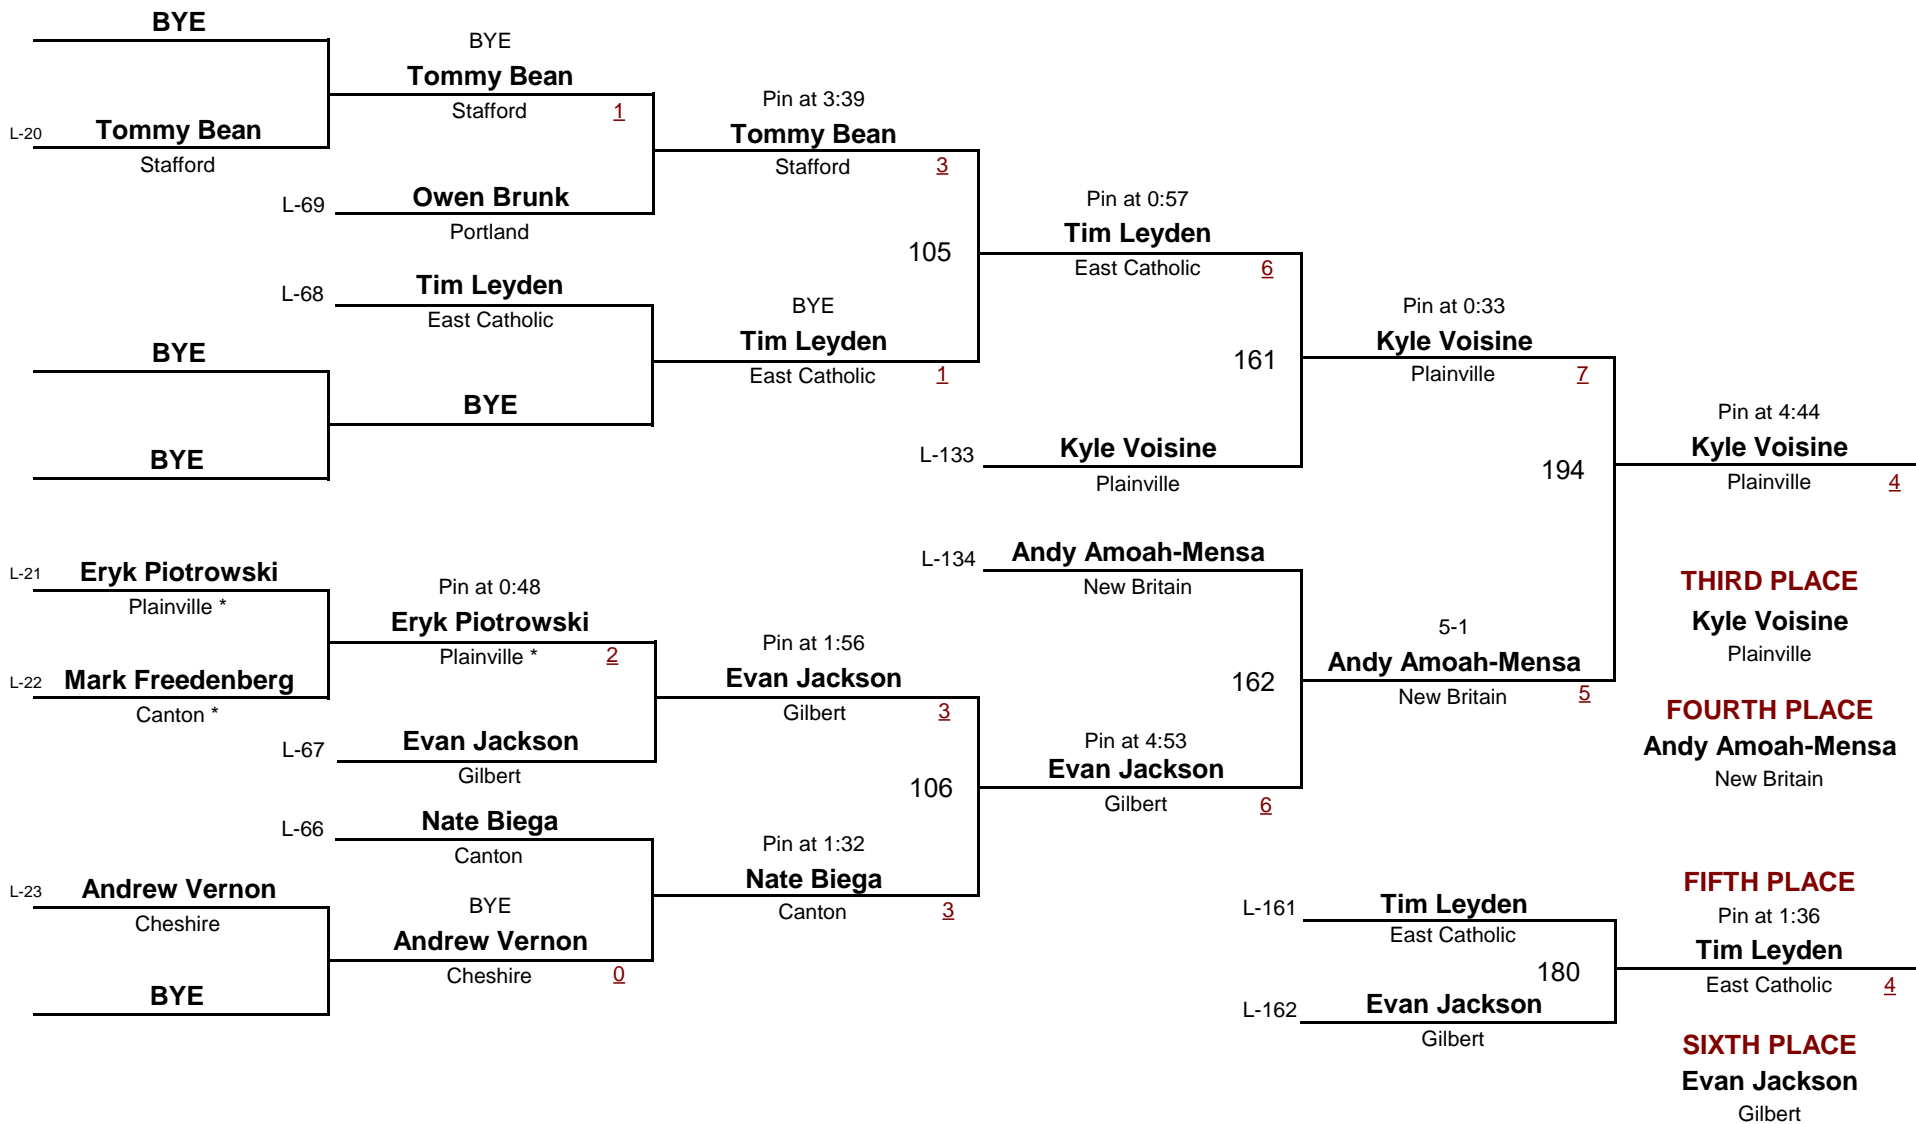 BYE
BYE
Tommy Bean
Stafford 1
L-20 Tommy Bean
Stafford
Pin at 3:39
Tommy Bean
Stafford 3
L-69 Owen Brunk
Portland
105
Pin at 0:57
Tim Leyden
East Catholic 6
L-68 Tim Leyden
East Catholic
BYE
Tim Leyden
East Catholic 1
BYE
BYE
BYE
161
Pin at 0:33
Kyle Voisine
Plainville 7
L-133 Kyle Voisine
Plainville
194
Pin at 4:44
Kyle Voisine
Plainville 4
L-21 Eryk Piotrowski
Plainville *
Pin at 0:48
Eryk Piotrowski
Plainville * 2
L-22 Mark Freedenberg
Canton *
L-134 Andy Amoah-Mensa
New Britain
Pin at 1:56
Evan Jackson
Gilbert 3
L-67 Evan Jackson
Gilbert
162
5-1
Andy Amoah-Mensa
New Britain 5
THIRD PLACE
Kyle Voisine
Plainville
FOURTH PLACE
Andy Amoah-Mensa
New Britain
106
Pin at 4:53
Evan Jackson
Gilbert 6
L-66 Nate Biega
Canton
Pin at 1:32
Nate Biega
Canton 3
L-23 Andrew Vernon
Cheshire
BYE
Andrew Vernon
Cheshire 0
BYE
L-161 Tim Leyden
East Catholic
180
L-162 Evan Jackson
Gilbert
FIFTH PLACE
Pin at 1:36
Tim Leyden
East Catholic 4
SIXTH PLACE
Evan Jackson
Gilbert